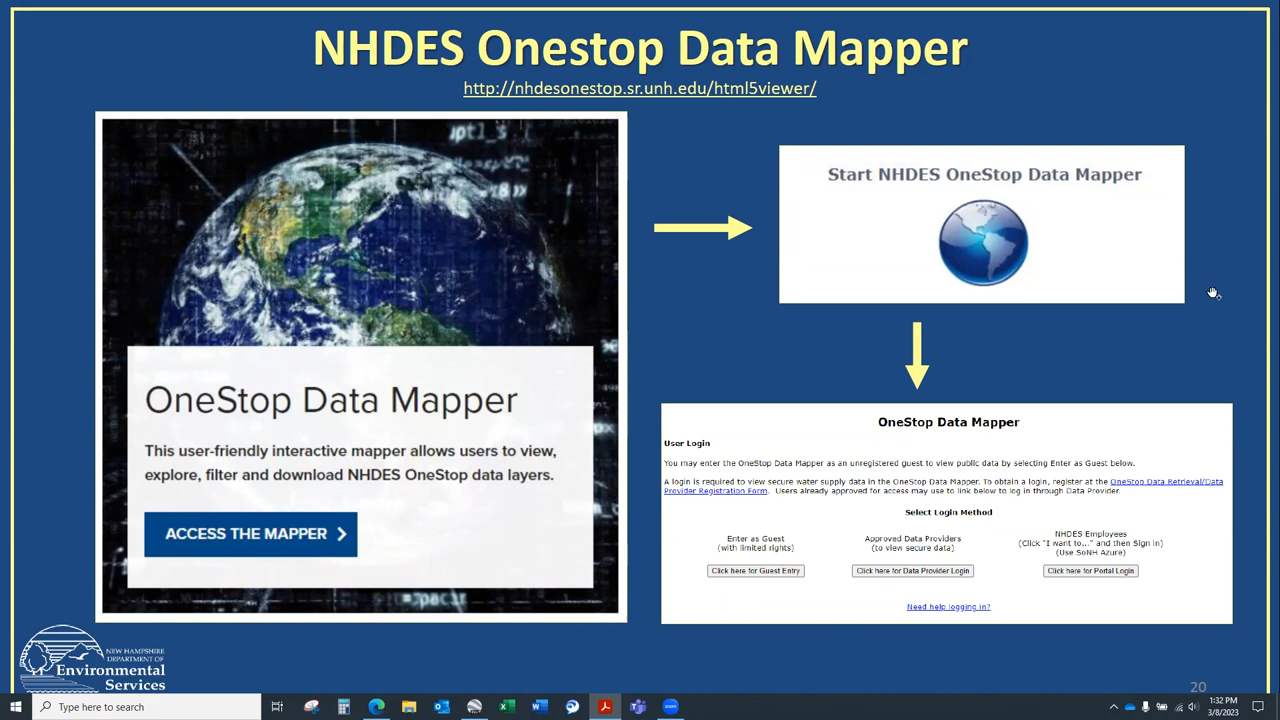 NHDES Onestop Data Mapper
http://nhdesonestop.sr.unh.edu/html5viewer/
OneStop Data Mapper
This user-friendly interactive mapper allows users to view,
explore, filter and download NHDES OneStop data layers.
ACCESS THE MAPPER
Start NHDES OneStop Data Mapper
OneStop Data Mapper
User Login
You may enter the OneStop Data Mapper as an unregistered guest to view public data by selecting Enter as Guest below.
A login is required to view secure water supply data in the OneStop Data Mapper. To obtain a login, register at the OneStop Data Retrieval/Data
Provider Registration Form. Users already approved for access may use to link below to log in through Data Provider.
Select Login Method
Enter as Guest
(with limited rights)
Click here for Guest Entry
Approved Data Providers
(to view secure data)
Click here for Data Provider Login
NHDES Employees
(Click "I want to..." and then Sign in)
(Use SoNH Azure)
Click here for Portal Login
Need help logging in?
NEW HAMPSHIRE
DEPARTMENT OF
Environmental
Services
20
Type here to search
1:32 PM
3/8/2023